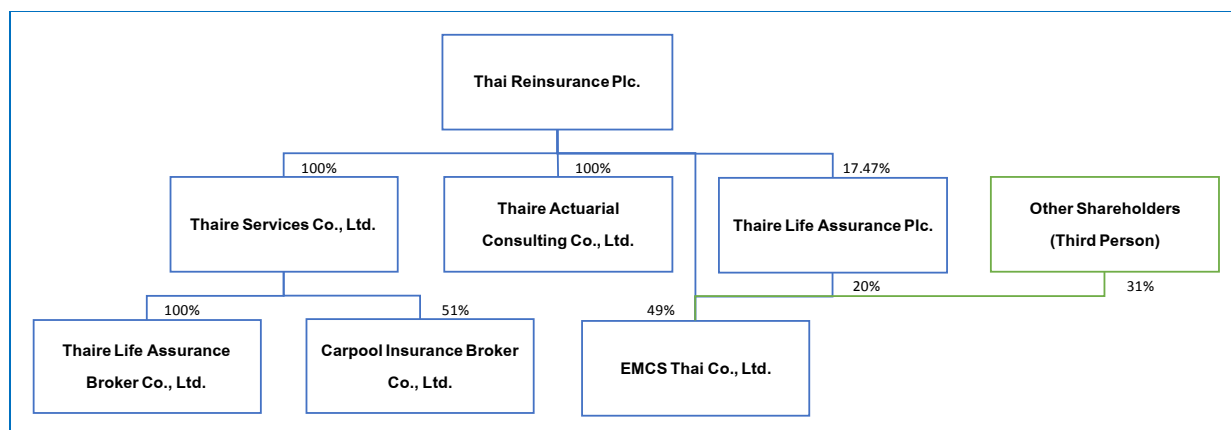 Thai Reinsurance Plc.
100%
100%
17.47%
Thaire Services Co., Ltd.
Thaire Actuarial
Consulting Co., Ltd.
Thaire Life Assurance Plc.
Other Shareholders
(Third Person)
100%
51%
49%
20%
31%
Thaire Life Assurance
Broker Co., Ltd.
Carpool Insurance Broker
Co., Ltd.
EMCS Thai Co., Ltd.